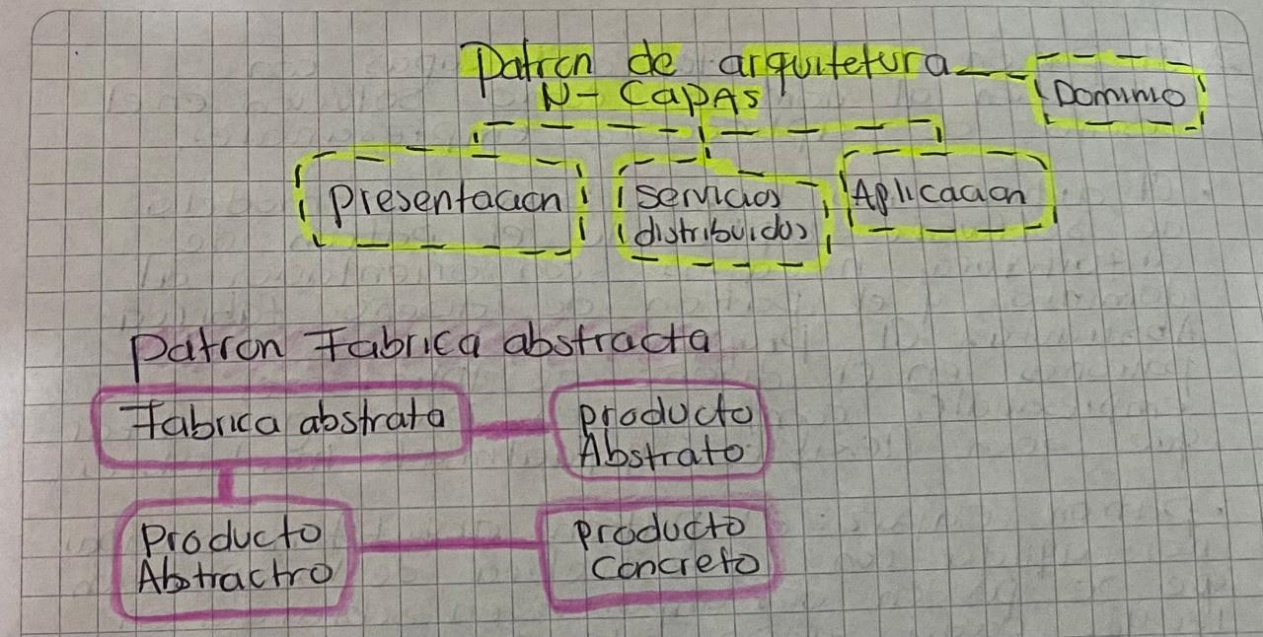 Patron de arquitetura
Dominio
N- CapAs
Presentacion
Servicios
distribuidos
Aplicacion
Patron Fabrica abstracta
Fabrica abstrata
Producto
Abstrato
Producto
Abtractro
Producto
Concreto